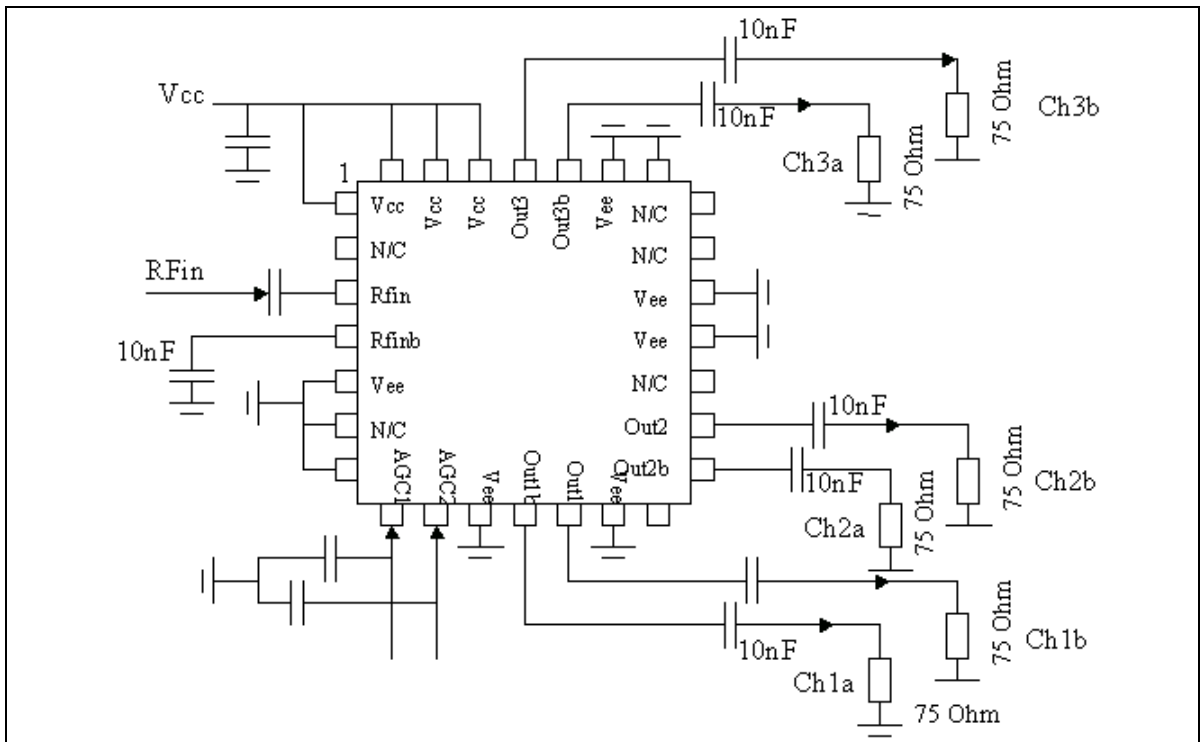 10nF
Vcc
10nF
75 Ohm
Ch3b
1
Ch3a
75 Ohm
Vcc
Vcc
Vcc
Out3
Out3b
Vee
N/C
N/C
N/C
RFin
Rfin
Vee
10nF
Rfinb
Vee
Vee
N/C
10nF
N/C
Out2
AGC1
AGC2
Vee
Out1b
Out1
Vee
Out2b
10nF
75 Ohm
Ch2b
Ch2a
75 Ohm
75 Ohm
Ch1b
10nF
Ch1a
75 Ohm